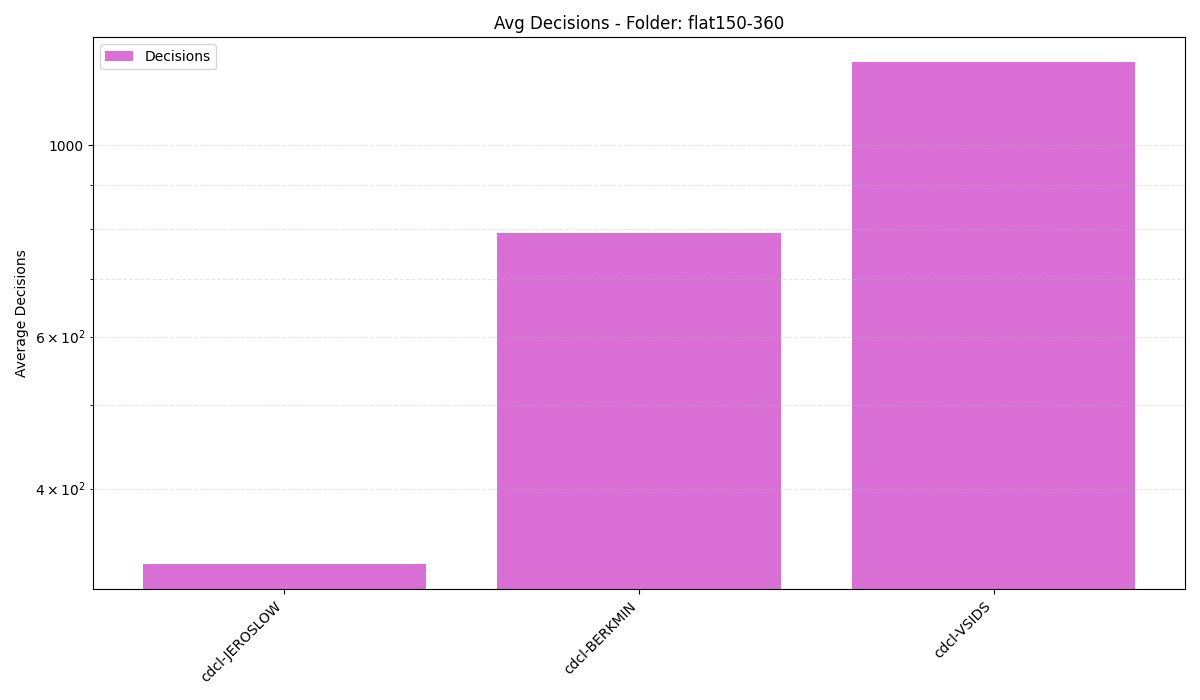 Avg Decisions - Folder: flat150-360
Decisions
Average Decisions
1000
6 × 10²
4 × 10²
cdcl-JEROSLOW
cdcl-BERKMIN
cdcl-VSIDS